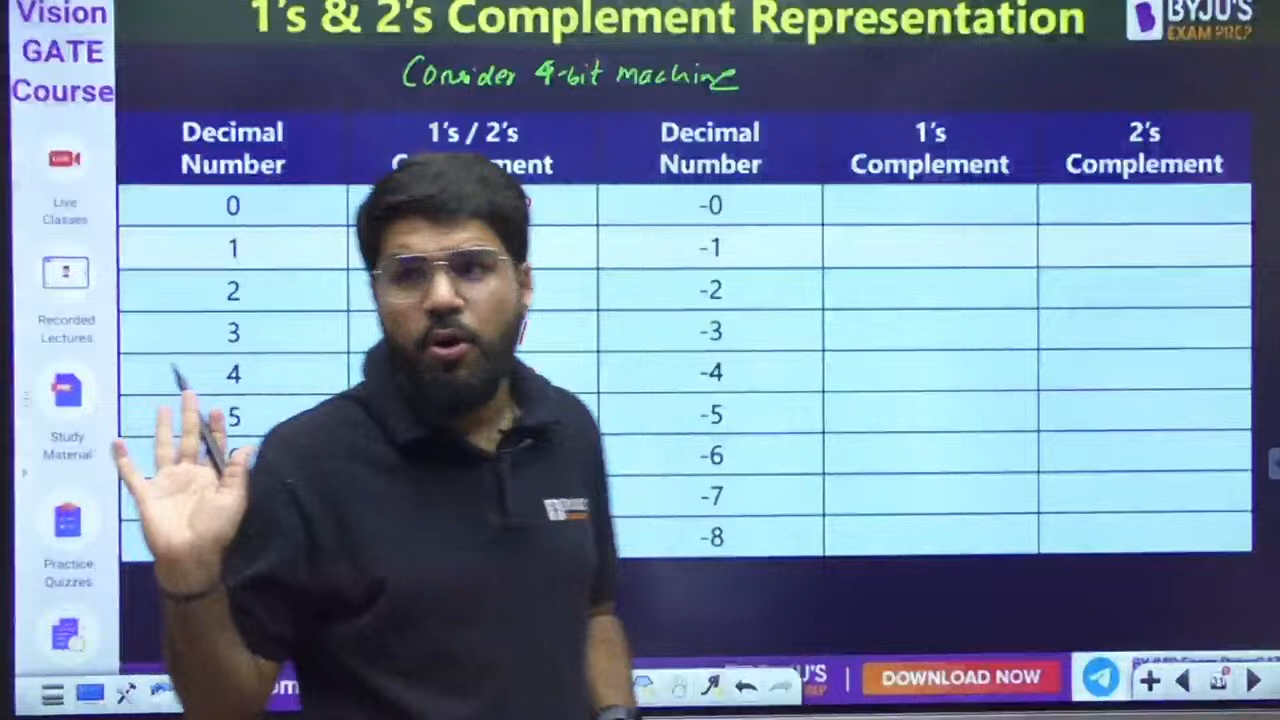 Vision
GATE
Course
1's & 2's Complement Representation
BYJU'S
EXAM PREP
Consider 4-bit machine
Decimal Number
1's / 2's
Decimal Number
1's Complement
2's Complement
0
-0
1
-1
2
-2
3
-3
4
-4
5
-5
-6
-7
-8
Live Classes
Recorded Lectures
Study Material
Practice Quizzes
DOWNLOAD NOW